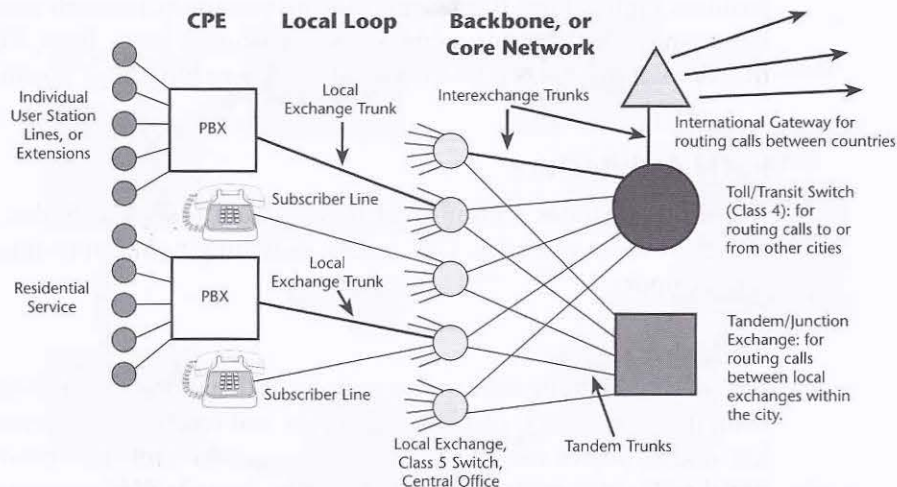 CPE
Local Loop
Backbone, or
Core Network
Individual
User Station
Lines, or
Extensions
PBX
Local
Exchange Trunk
Interexchange Trunks
International Gateway for
routing calls between countries
Subscriber Line
Toll/Transit Switch
(Class 4): for
routing calls to or
from other cities
Residential
Service
PBX
Local
Exchange Trunk
Subscriber Line
Tandem/Junction
Exchange: for
routing calls
between local
exchanges within
the city.
Local Exchange,
Class 5 Switch,
Central Office
Tandem Trunks